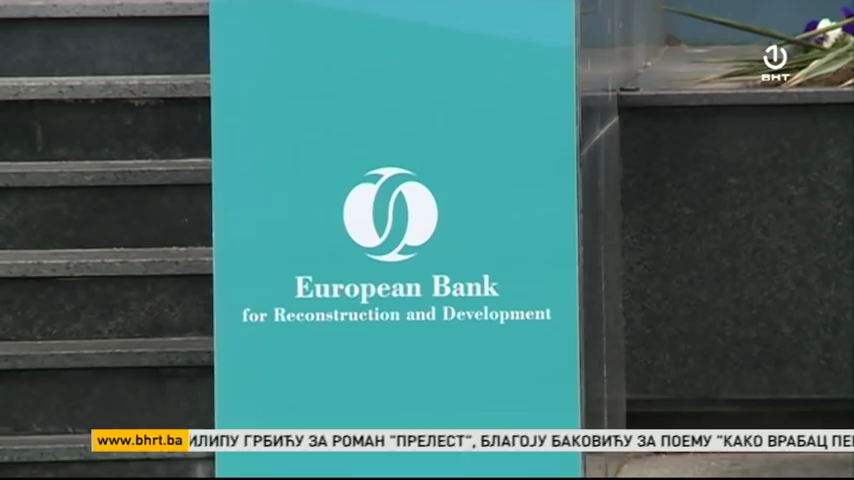 1
БНТ
European Bank
for Reconstruction and Development
www.bhrt.ba
ИЛИПУ ГРБИЋУ ЗА РОМАН "ПРЕЛЕСТ", БЛАГОЈУ БАКОВИЋУ ЗА ПОЕМУ "КАКО ВРАБАЦ